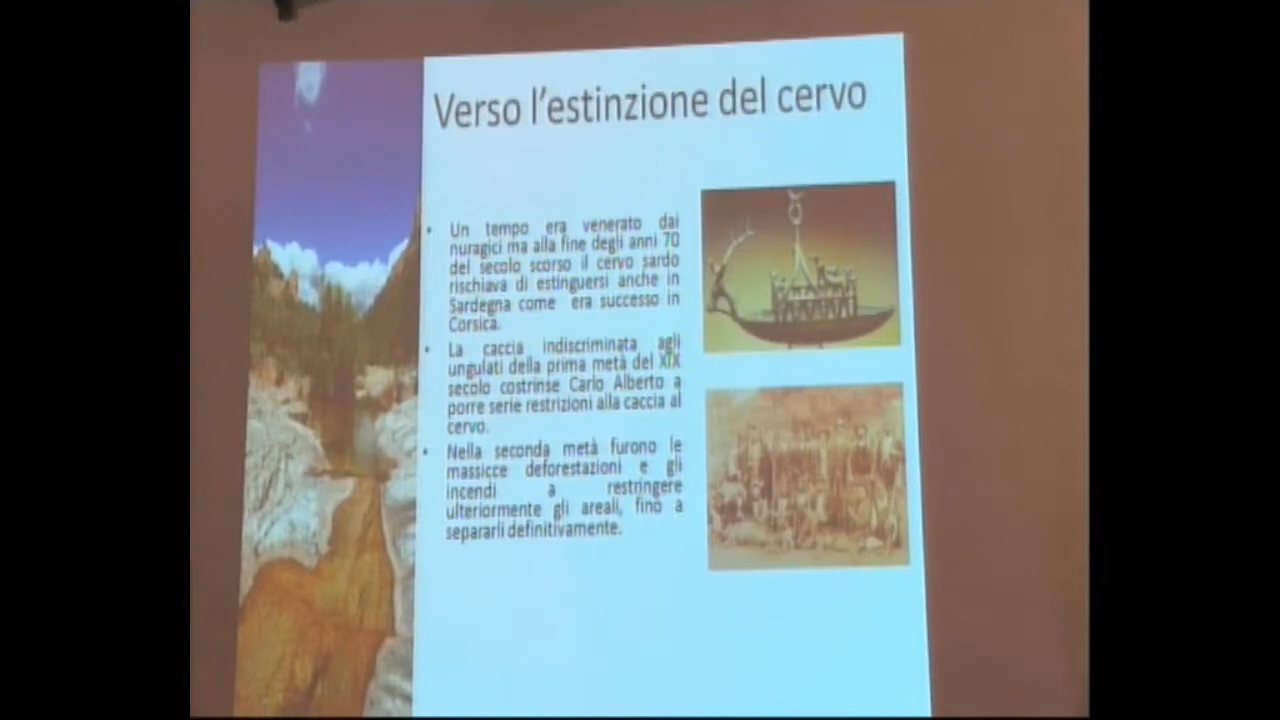 Verso l'estinzione del cervo
• Un tempo era venerato dai
nuragici ma alla fine degli anni 70
del secolo scorso il cervo sardo
rischiava di estinguersi anche in
Sardegna come era successo in
Corsica.
• La caccia indiscriminata agli
ungulati della prima metà del XIX
secolo costrinse Carlo Alberto a
porre serie restrizioni alla caccia al
cervo.
• Nella seconda metà furono le
massicce deforestazioni e gli
incendi a restringere
ulteriormente gli areali, fino a
separarli definitivamente.